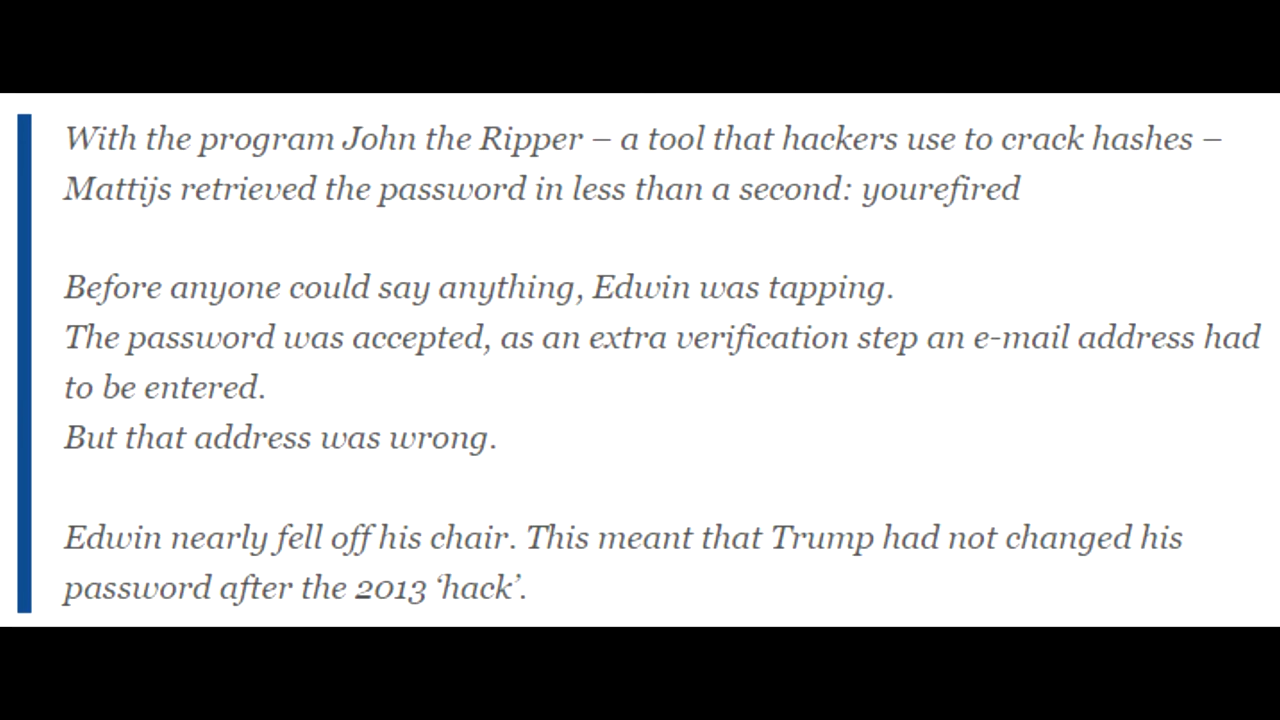 With the program John the Ripper – a tool that hackers use to crack hashes –
Mattijs retrieved the password in less than a second: yourefired
Before anyone could say anything, Edwin was tapping.
The password was accepted, as an extra verification step an e-mail address had
to be entered.
But that address was wrong.
Edwin nearly fell off his chair. This meant that Trump had not changed his
password after the 2013 ‘hack’.